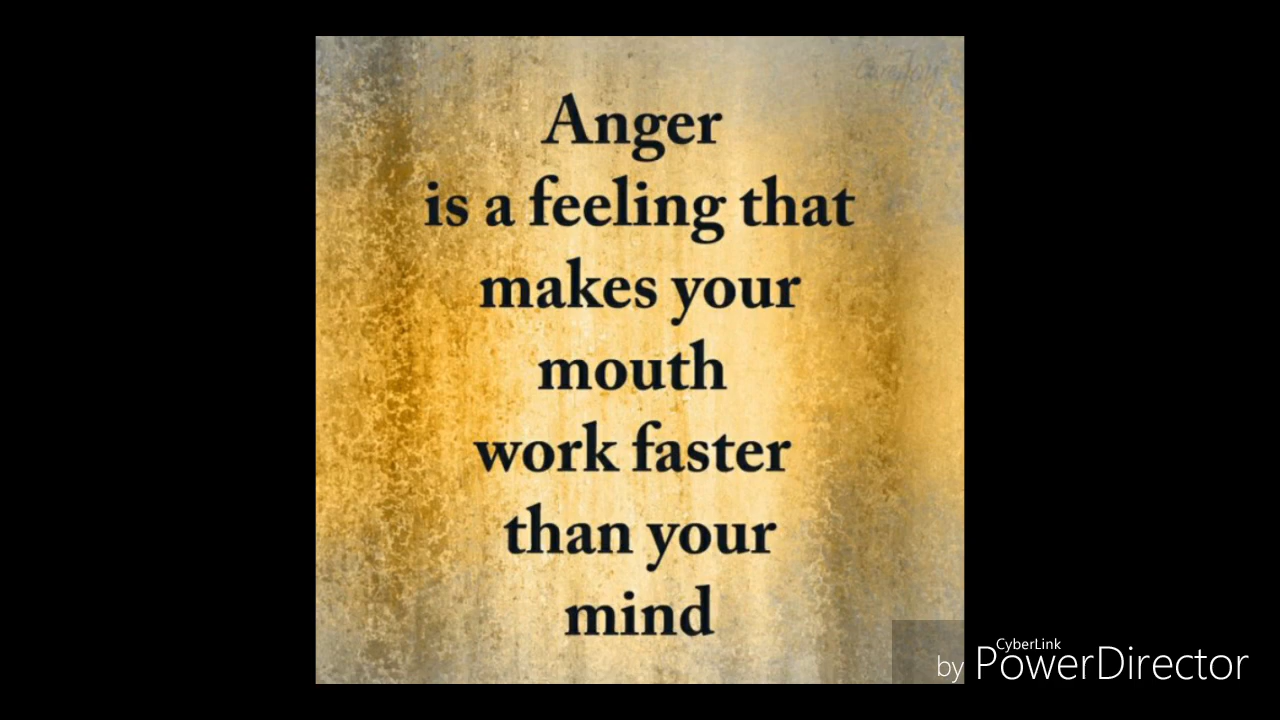 Anger
is a feeling that
makes your
mouth
work faster
than your
mind
CyberLink
by PowerDirector